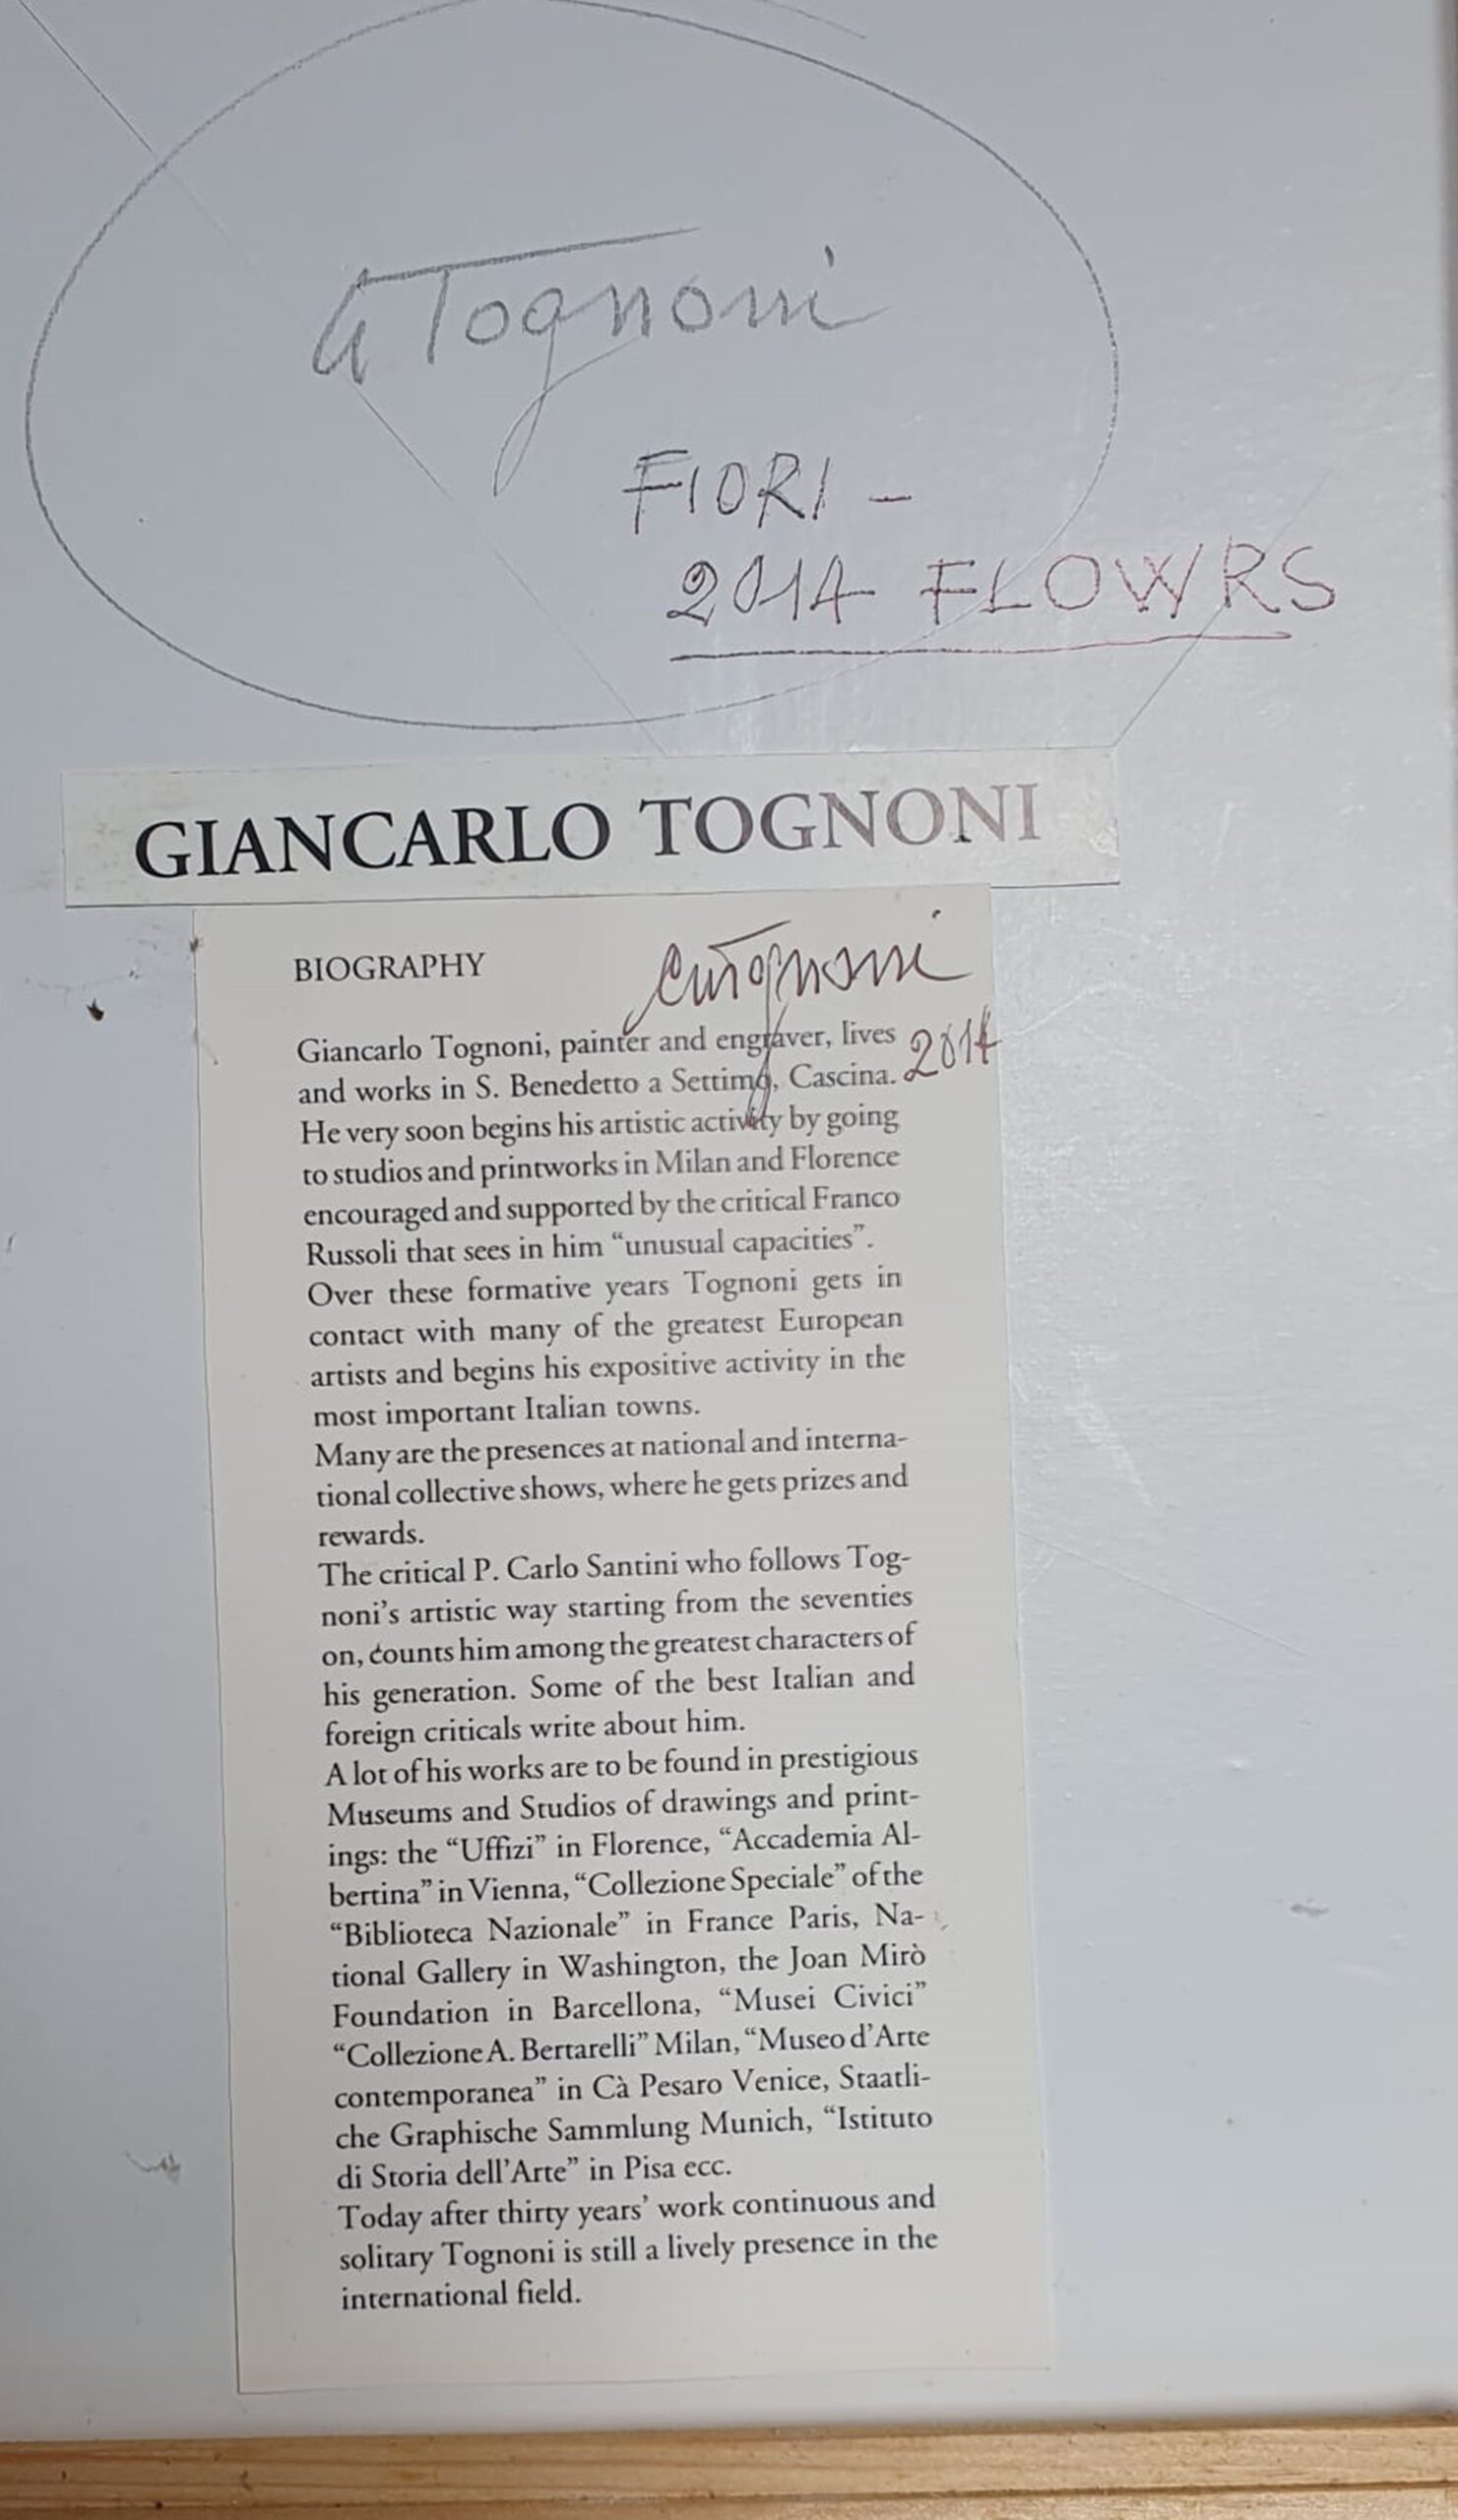 G Tognoni
FIORI -
2014 FLOWRS
GIANCARLO TOGNONI
BIOGRAPHY
GTognoni
2014
Giancarlo Tognoni, painter and engraver, lives
and works in S. Benedetto a Settimo, Cascina.
He very soon begins his artistic activity by going
to studios and printworks in Milan and Florence
encouraged and supported by the critical Franco
Russoli that sees in him “unusual capacities”.
Over these formative years Tognoni gets in
contact with many of the greatest European
artists and begins his expositive activity in the
most important Italian towns.
Many are the presences at national and interna-
tional collective shows, where he gets prizes and
rewards.
The critical P. Carlo Santini who follows Tog-
noni’s artistic way starting from the seventies
on, counts him among the greatest characters of
his generation. Some of the best Italian and
foreign criticals write about him.
A lot of his works are to be found in prestigious
Museums and Studios of drawings and print-
ings: the “Uffizi” in Florence, “Accademia Al-
bertina” in Vienna, “Collezione Speciale” of the
“Biblioteca Nazionale” in France Paris, Na-
tional Gallery in Washington, the Joan Mirò
Foundation in Barcellona, “Musei Civici”
“Collezione A. Bertarelli” Milan, “Museo d’Arte
contemporanea” in Cà Pesaro Venice, Staatli-
che Graphische Sammlung Munich, “Istituto
di Storia dell’Arte” in Pisa ecc.
Today after thirty years’ work continuous and
solitary Tognoni is still a lively presence in the
international field.